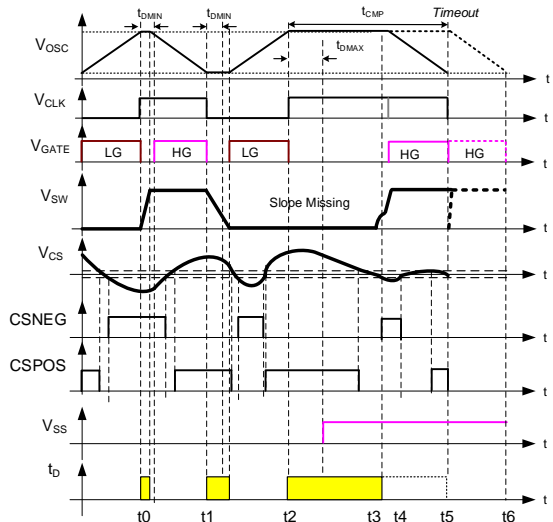 tDMIN tDMIN tCMP Timeout
VOSC
tDMAX
t
VCLK
t
VGATE LG HG LG HG HG
t
VSW
Slope Missing
t
VCS
t
CSNEG
t
CSPOS
t
VSS
t
tD
t
t0 t1 t2 t3 t4 t5 t6